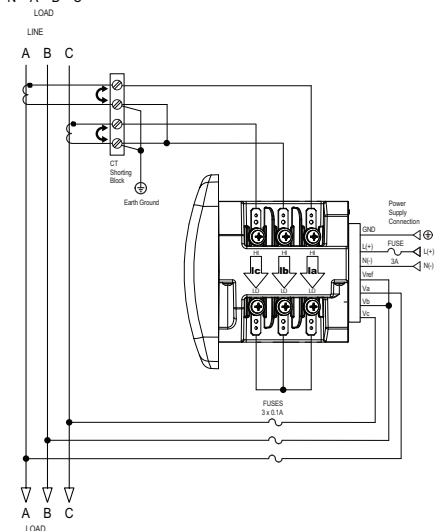 LOAD
LINE
A B C
CT
Shorting
Block
Earth Ground
Power
Supply
Connection
GND
L(+)
FUSE
L(+)
N(-)
3A
N(-)
Vref
Va
Vb
Vc
HI
HI
HI
Ic
Ib
Ia
LO
LO
LO
FUSES
3 x 0.1A
A B C
LOAD